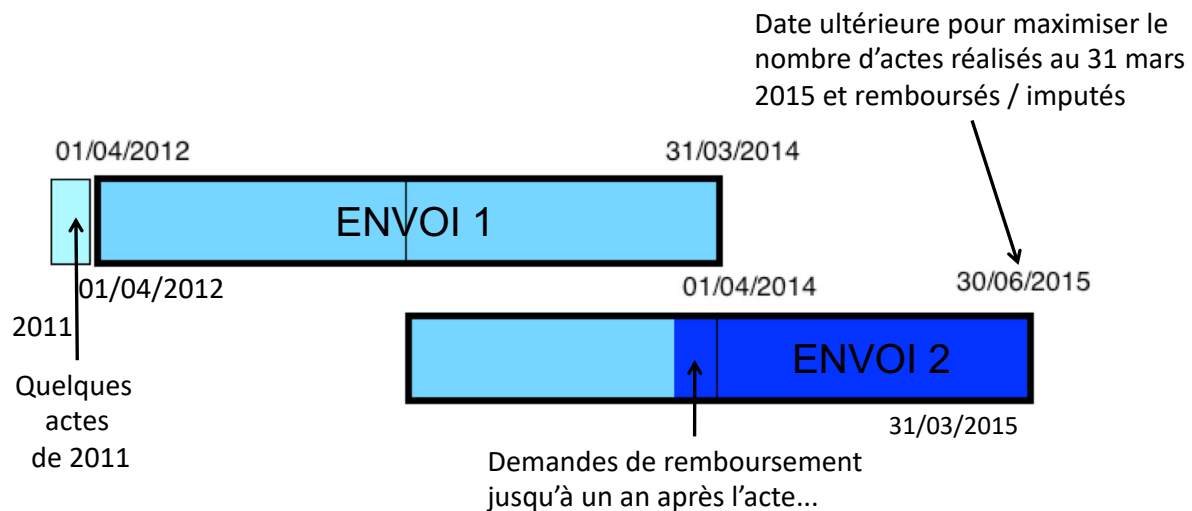 Date ultérieure pour maximiser le
nombre d'actes réalisés au 31 mars
2015 et remboursés / imputés
01/04/2012
31/03/2014
ENVOI 1
01/04/2012
01/04/2014
30/06/2015
2011
ENVOI 2
Quelques
actes
de 2011
31/03/2015
Demandes de remboursement
jusqu'à un an après l'acte...